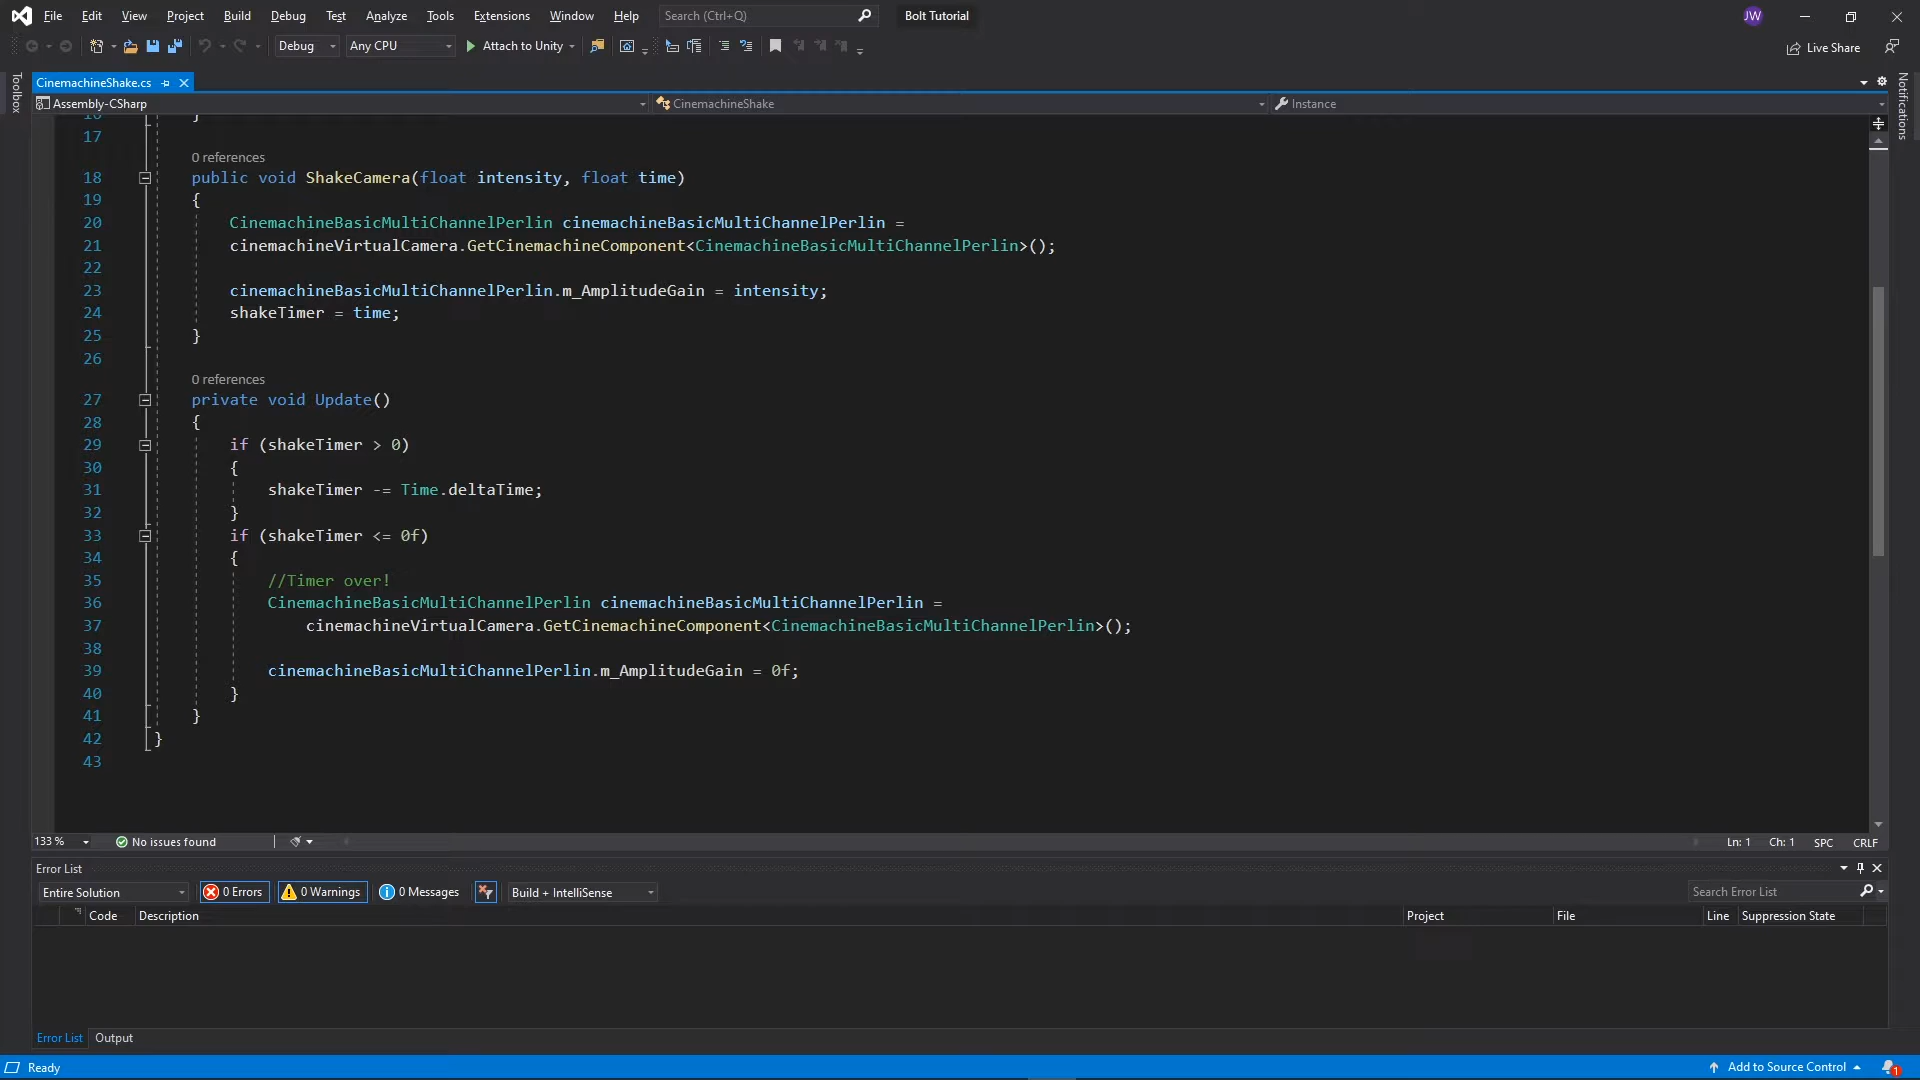 File Edit View Project Build Debug Test Analyze Tools Extensions Window Help Search (Ctrl+Q) Bolt Tutorial JW
Debug Any CPU Attach to Unity Live Share
Toolbox
CinemachineShake.cs
Notifications
Assembly-CSharp CinemachineShake Instance
16 }
17
0 references
18 public void ShakeCamera(float intensity, float time)
19 {
20 CinemachineBasicMultiChannelPerlin cinemachineBasicMultiChannelPerlin =
21 cinemachineVirtualCamera.GetCinemachineComponent<CinemachineBasicMultiChannelPerlin>();
22
23 cinemachineBasicMultiChannelPerlin.m_AmplitudeGain = intensity;
24 shakeTimer = time;
25 }
26
0 references
27 private void Update()
28 {
29 if (shakeTimer > 0)
30 {
31 shakeTimer -= Time.deltaTime;
32 }
33 if (shakeTimer <= 0f)
34 {
35 //Timer over!
36 CinemachineBasicMultiChannelPerlin cinemachineBasicMultiChannelPerlin =
37 cinemachineVirtualCamera.GetCinemachineComponent<CinemachineBasicMultiChannelPerlin>();
38
39 cinemachineBasicMultiChannelPerlin.m_AmplitudeGain = 0f;
40 }
41 }
42 }
43
133 % No issues found Ln: 1 Ch: 1 SPC CRLF
Error List
Entire Solution 0 Errors 0 Warnings 0 Messages Build + IntelliSense Search Error List
Code Description Project File Line Suppression State
Error List Output
Ready Add to Source Control 1